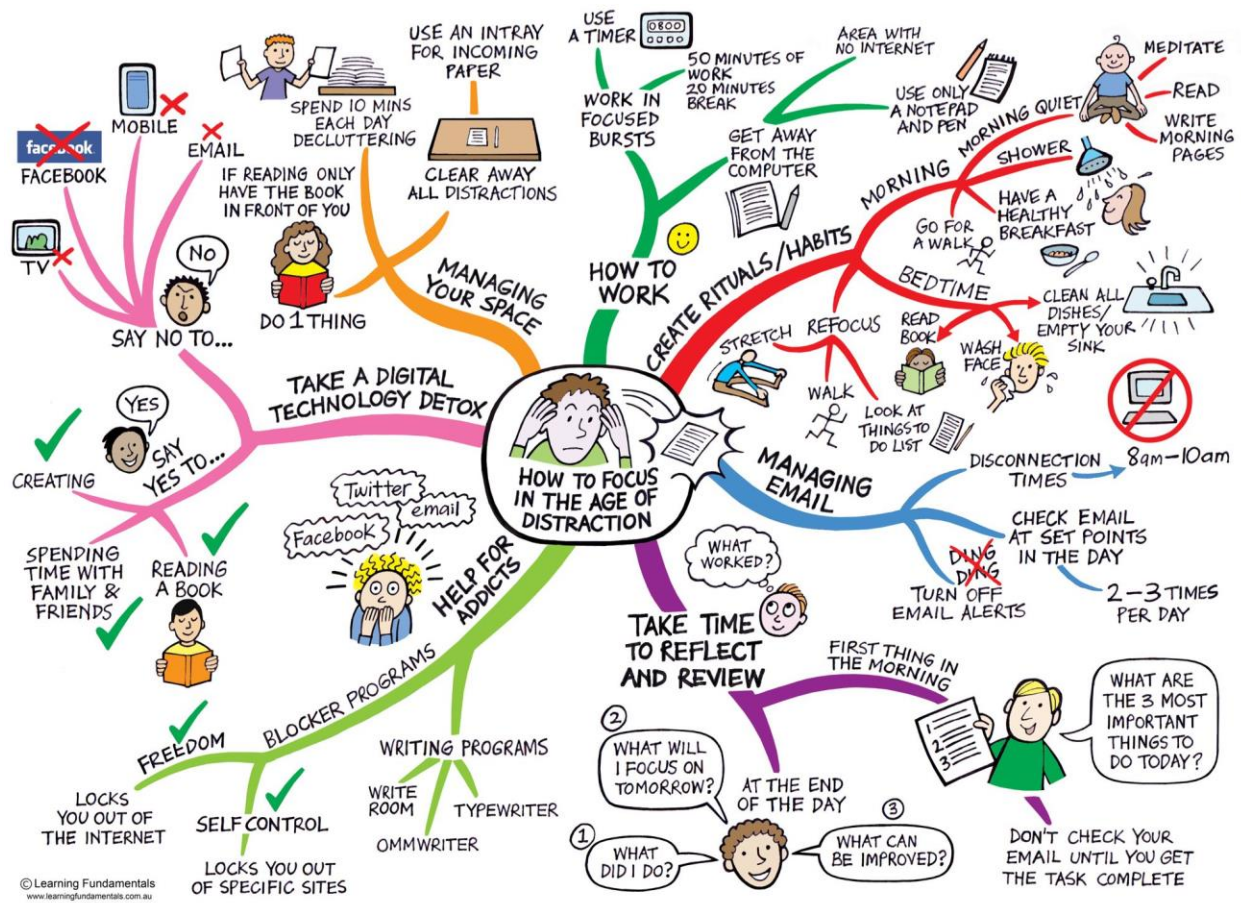 HOW TO FOCUS
IN THE AGE OF
DISTRACTION
MANAGING
YOUR SPACE
SPEND 10 MINS
EACH DAY
DECLUTTERING
USE AN INTRAY
FOR INCOMING
PAPER
CLEAR AWAY
ALL DISTRACTIONS
IF READING ONLY
HAVE THE BOOK
IN FRONT OF YOU
DO 1 THING
HOW TO
WORK
WORK IN
FOCUSED
BURSTS
USE
A TIMER
0800
50 MINUTES OF
WORK
20 MINUTES
BREAK
GET AWAY
FROM THE
COMPUTER
AREA WITH
NO INTERNET
USE ONLY
A NOTEPAD
AND PEN
CREATE RITUALS/HABITS
MORNING
MORNING QUIET
MEDITATE
READ
WRITE
MORNING
PAGES
SHOWER
HAVE A
HEALTHY
BREAKFAST
GO FOR
A WALK
BEDTIME
CLEAN ALL
DISHES/
EMPTY YOUR
SINK
WASH
FACE
READ
BOOK
REFOCUS
STRETCH
WALK
LOOK AT
THINGS TO
DO LIST
MANAGING
EMAIL
DISCONNECTION
TIMES
8am-10am
CHECK EMAIL
AT SET POINTS
IN THE DAY
2-3 TIMES
PER DAY
DING
DING
TURN OFF
EMAIL ALERTS
TAKE TIME
TO REFLECT
AND REVIEW
WHAT
WORKED?
FIRST THING IN
THE MORNING
1
2
3
WHAT ARE
THE 3 MOST
IMPORTANT
THINGS TO
DO TODAY?
DON'T CHECK YOUR
EMAIL UNTIL YOU GET
THE TASK COMPLETE
AT THE END
OF THE DAY
1
WHAT
DID I DO?
2
WHAT WILL
I FOCUS ON
TOMORROW?
3
WHAT CAN
BE IMPROVED?
HELP FOR
ADDICTS
Twitter
email
Facebook
WRITING PROGRAMS
WRITE
ROOM
OMMWRITER
TYPEWRITER
BLOCKER PROGRAMS
FREEDOM
LOCKS
YOU OUT OF
THE INTERNET
SELF CONTROL
LOCKS YOU OUT
OF SPECIFIC SITES
TAKE A DIGITAL
TECHNOLOGY DETOX
SAY NO TO...
NO
TV
facebook
FACEBOOK
MOBILE
EMAIL
SAY
YES TO...
YES
CREATING
SPENDING
TIME WITH
FAMILY &
FRIENDS
READING
A BOOK
© Learning Fundamentals
www.learningfundamentals.com.au